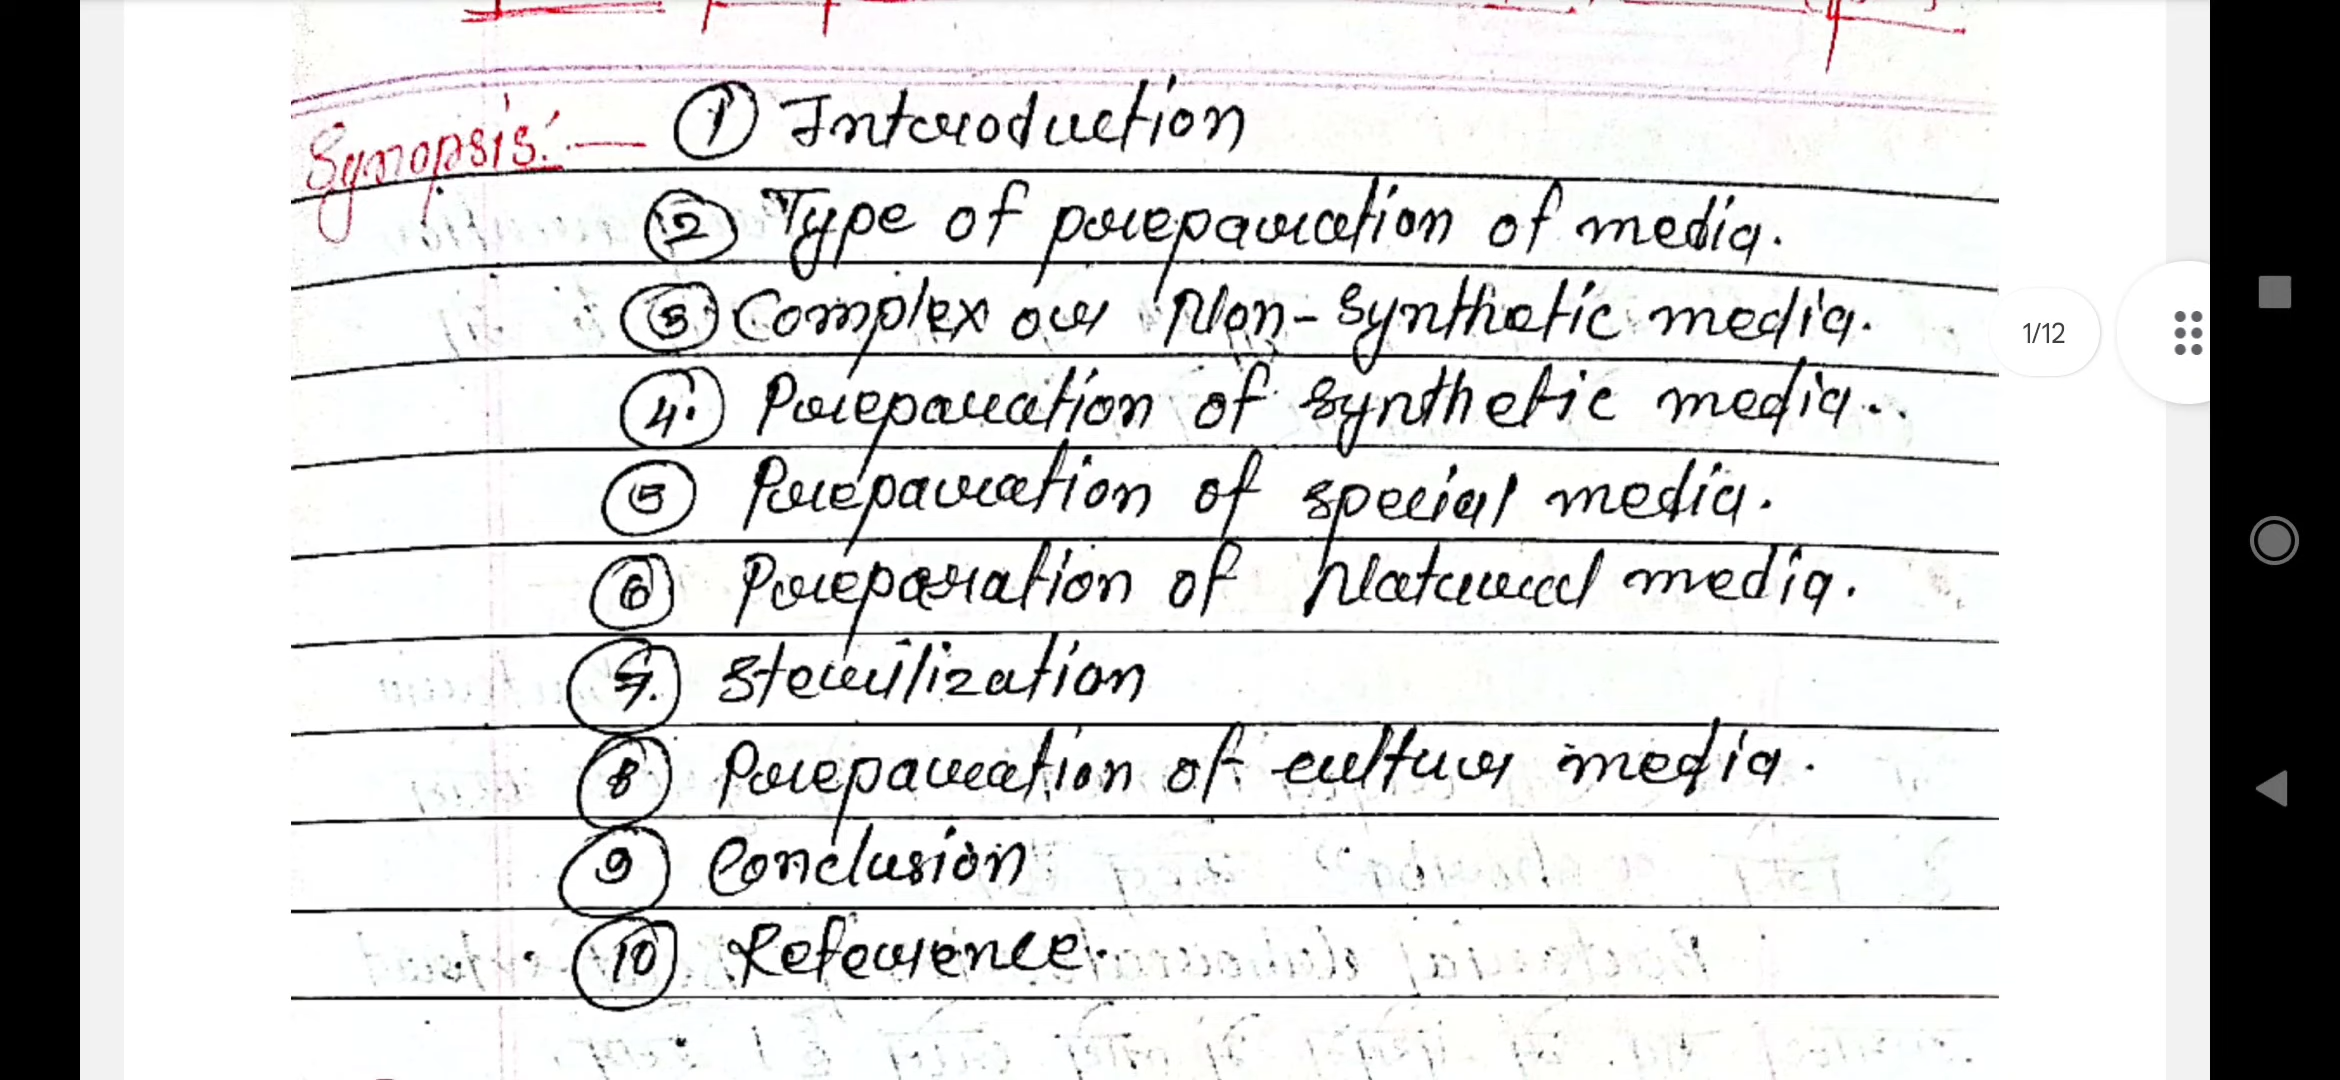 Synopsis:— ① Introduction
② Type of preparation of media.
③ Complex or Non-Synthetic media.
④. Preparation of synthetic media..
⑤ Preparation of special media.
⑥ Preparation of Natural media.
⑦. Sterilization
⑧ Preparation of cultur media.
⑨ Conclusion
⑩ Reference.
1/12